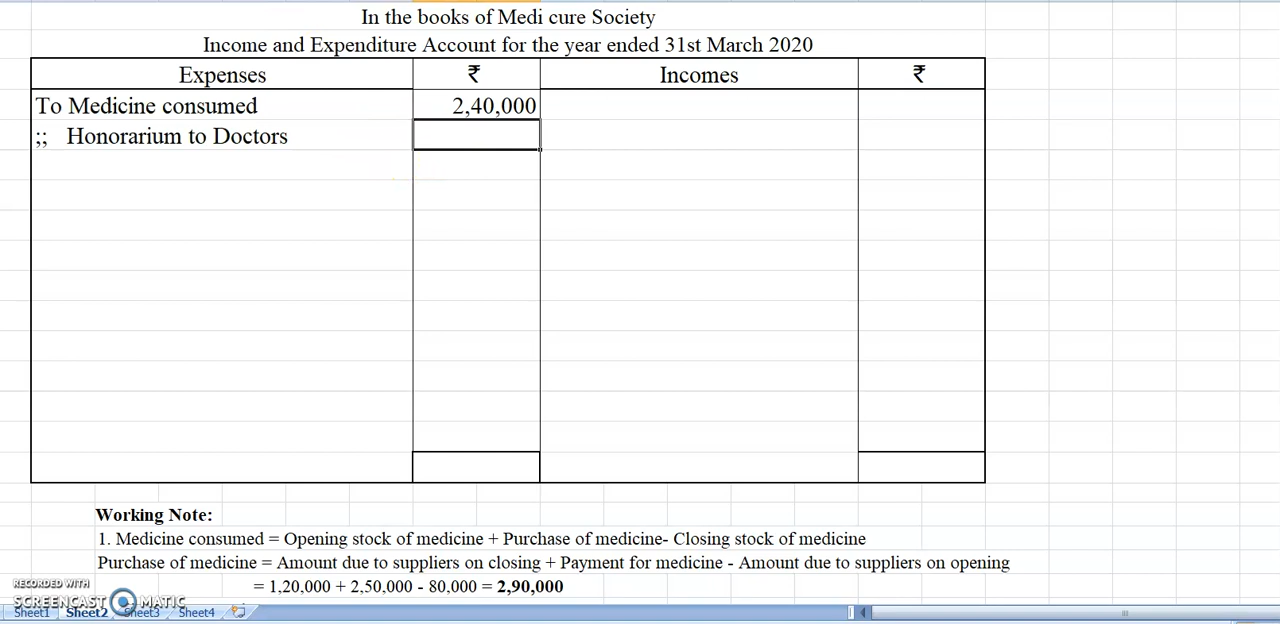 In the books of Medi cure Society
Income and Expenditure Account for the year ended 31st March 2020
Expenses ₹ Incomes ₹
To Medicine consumed 2,40,000
;; Honorarium to Doctors
Working Note:
1. Medicine consumed = Opening stock of medicine + Purchase of medicine- Closing stock of medicine
Purchase of medicine = Amount due to suppliers on closing + Payment for medicine - Amount due to suppliers on opening
= 1,20,000 + 2,50,000 - 80,000 = 2,90,000
RECORDED WITH
SCREENCAST MATIC
Sheet1 Sheet2 Sheet3 Sheet4